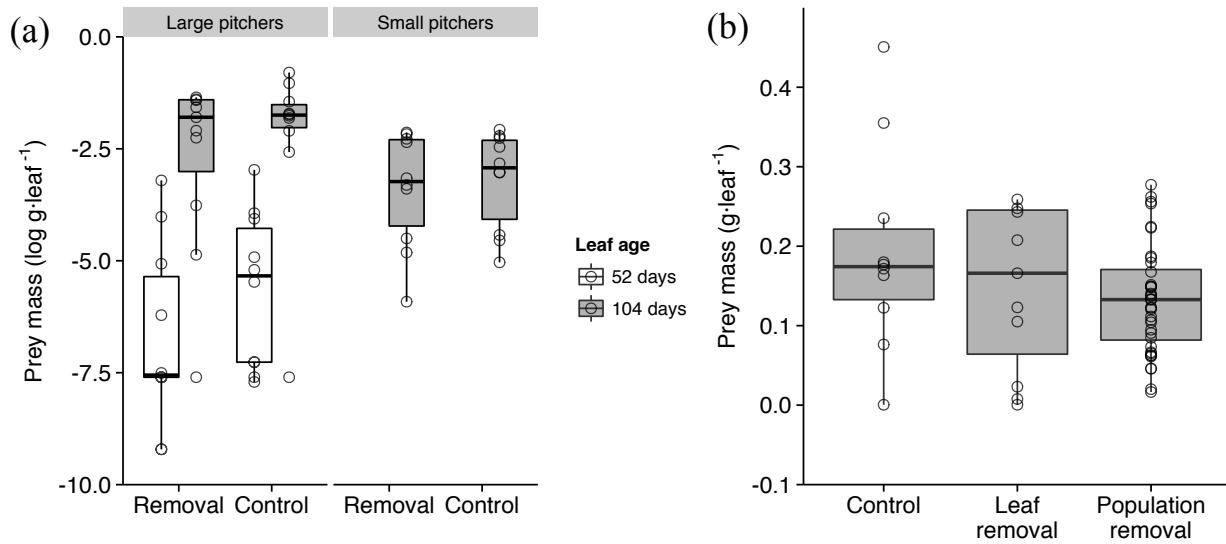 (a)
Large pitchers
Small pitchers
Prey mass (log g·leaf⁻¹)
0.0
-2.5
-5.0
-7.5
-10.0
Removal
Control
Removal
Control
Leaf age
52 days
104 days
(b)
Prey mass (g·leaf⁻¹)
0.4
0.3
0.2
0.1
0.0
-0.1
Control
Leaf
removal
Population
removal